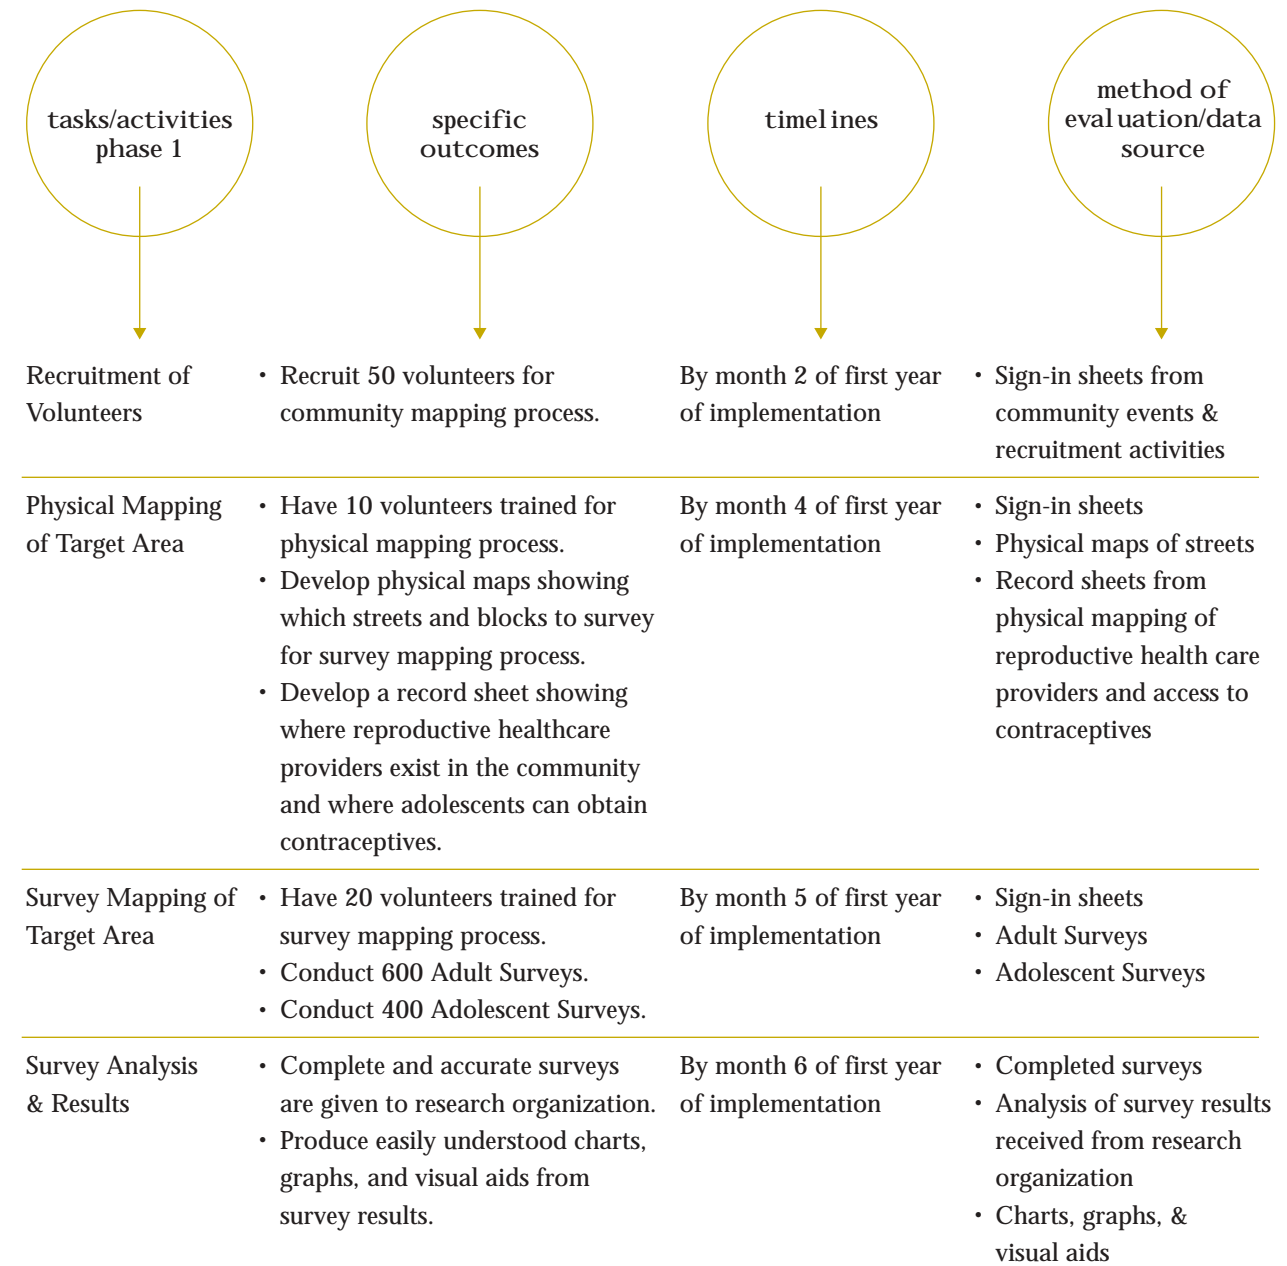 tasks/activities
phase 1
specific
outcomes
timelines
method of
evaluation/data
source
Recruitment of
Volunteers
• Recruit 50 volunteers for
community mapping process.
By month 2 of first year
of implementation
• Sign-in sheets from
community events &
recruitment activities
Physical Mapping
of Target Area
• Have 10 volunteers trained for
physical mapping process.
• Develop physical maps showing
which streets and blocks to survey
for survey mapping process.
• Develop a record sheet showing
where reproductive healthcare
providers exist in the community
and where adolescents can obtain
contraceptives.
By month 4 of first year
of implementation
• Sign-in sheets
• Physical maps of streets
• Record sheets from
physical mapping of
reproductive health care
providers and access to
contraceptives
Survey Mapping of
Target Area
• Have 20 volunteers trained for
survey mapping process.
• Conduct 600 Adult Surveys.
• Conduct 400 Adolescent Surveys.
By month 5 of first year
of implementation
• Sign-in sheets
• Adult Surveys
• Adolescent Surveys
Survey Analysis
& Results
• Complete and accurate surveys
are given to research organization.
• Produce easily understood charts,
graphs, and visual aids from
survey results.
By month 6 of first year
of implementation
• Completed surveys
• Analysis of survey results
received from research
organization
• Charts, graphs, &
visual aids